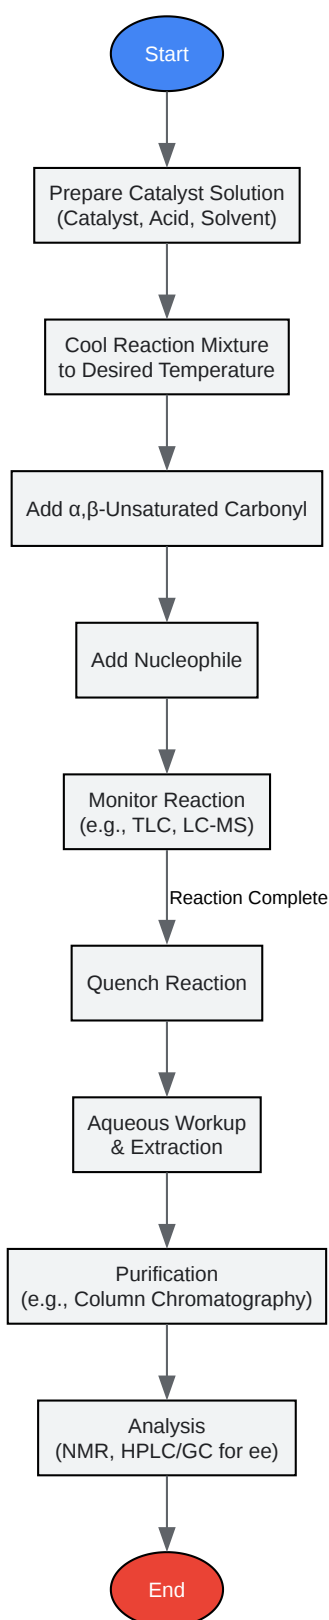 Start
Prepare Catalyst Solution
(Catalyst, Acid, Solvent)
Cool Reaction Mixture
to Desired Temperature
Add α,β-Unsaturated Carbonyl
Add Nucleophile
Monitor Reaction
(e.g., TLC, LC-MS)
Reaction Complete
Quench Reaction
Aqueous Workup
& Extraction
Purification
(e.g., Column Chromatography)
Analysis
(NMR, HPLC/GC for ee)
End